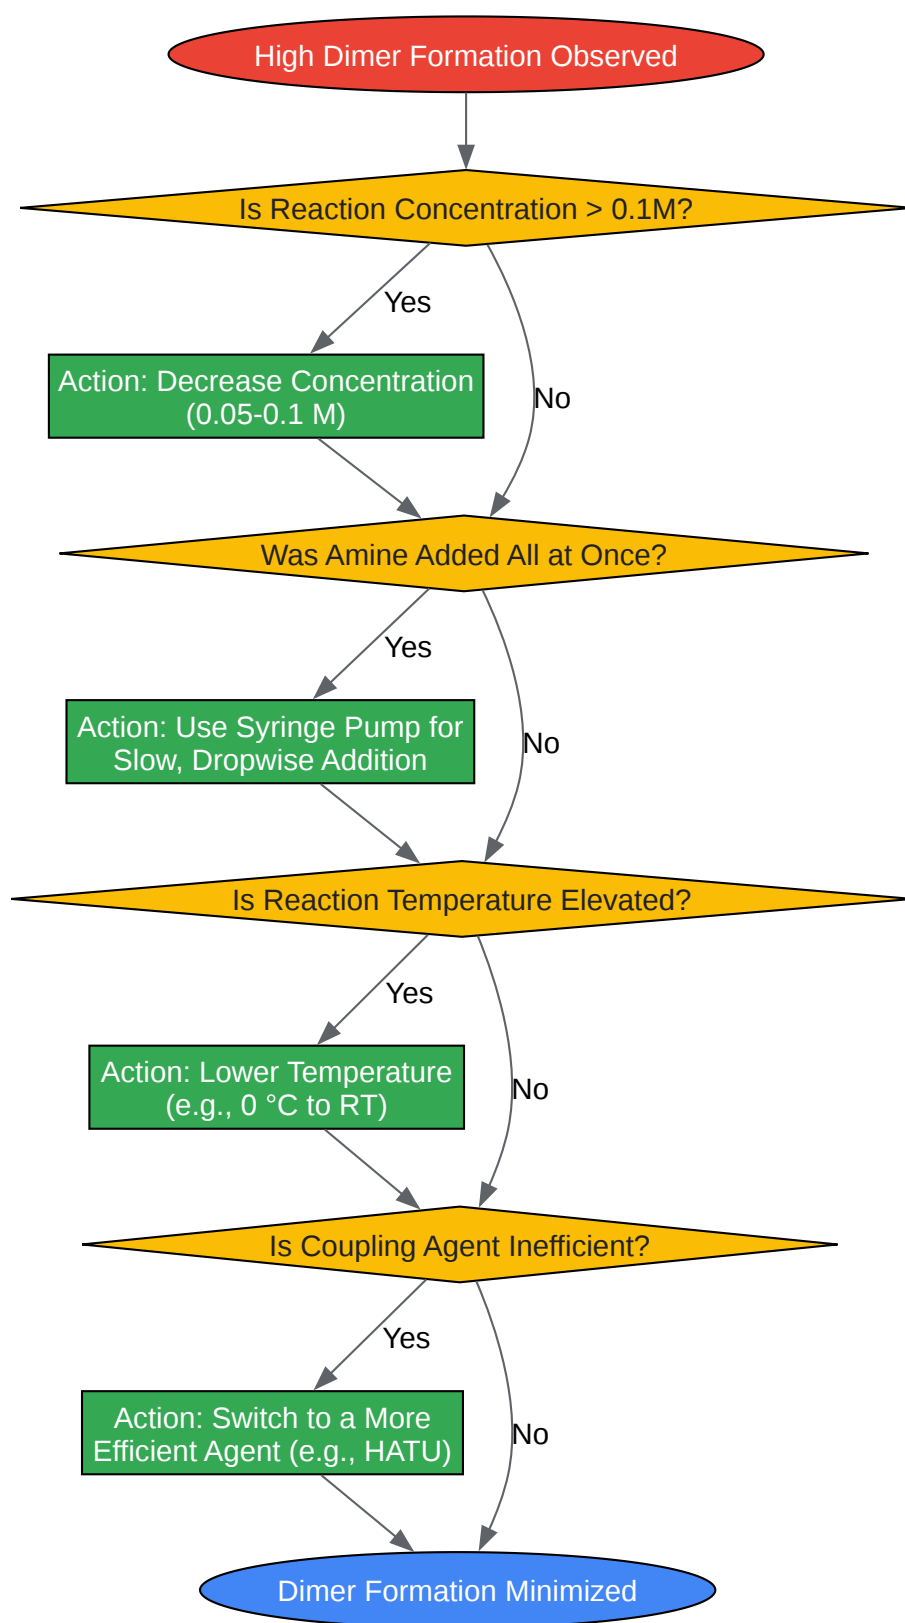 High Dimer Formation Observed
Is Reaction Concentration > 0.1M?
Yes
Action: Decrease Concentration
(0.05-0.1 M)
No
Was Amine Added All at Once?
Yes
Action: Use Syringe Pump for
Slow, Dropwise Addition
No
Is Reaction Temperature Elevated?
Yes
Action: Lower Temperature
(e.g., 0 °C to RT)
No
Is Coupling Agent Inefficient?
Yes
Action: Switch to a More
Efficient Agent (e.g., HATU)
No
Dimer Formation Minimized